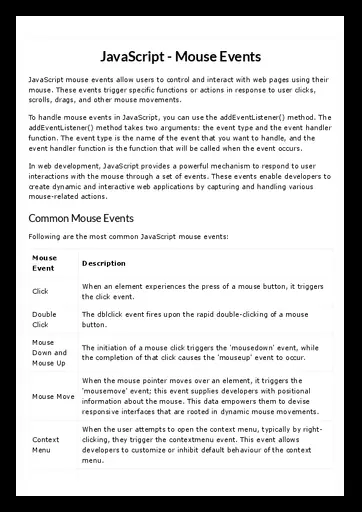 JavaScript - Mouse Events
JavaScript mouse events allow users to control and interact with web pages using their
mouse. These events trigger specific functions or actions in response to user clicks,
scrolls, drags, and other mouse movements.
To handle mouse events in JavaScript, you can use the addEventListener() method. The
addEventListener() method takes two arguments: the event type and the event handler
function. The event type is the name of the event that you want to handle, and the
event handler function is the function that will be called when the event occurs.
In web development, JavaScript provides a powerful mechanism to respond to user
interactions with the mouse through a set of events. These events enable developers to
create dynamic and interactive web applications by capturing and handling various
mouse-related actions.
Common Mouse Events
Following are the most common JavaScript mouse events:
Mouse
Event
Description
Click
When an element experiences the press of a mouse button, it triggers
the click event.
Double
Click
The dblclick event fires upon the rapid double-clicking of a mouse
button.
Mouse
Down and
Mouse Up
The initiation of a mouse click triggers the 'mousedown' event, while
the completion of that click causes the 'mouseup' event to occur.
Mouse Move
When the mouse pointer moves over an element, it triggers the
'mousemove' event; this event supplies developers with positional
information about the mouse. This data empowers them to devise
responsive interfaces that are rooted in dynamic mouse movements.
Context
Menu
When the user attempts to open the context menu, typically by right-
clicking, they trigger the contextmenu event. This event allows
developers to customize or inhibit default behaviour of the context
menu.